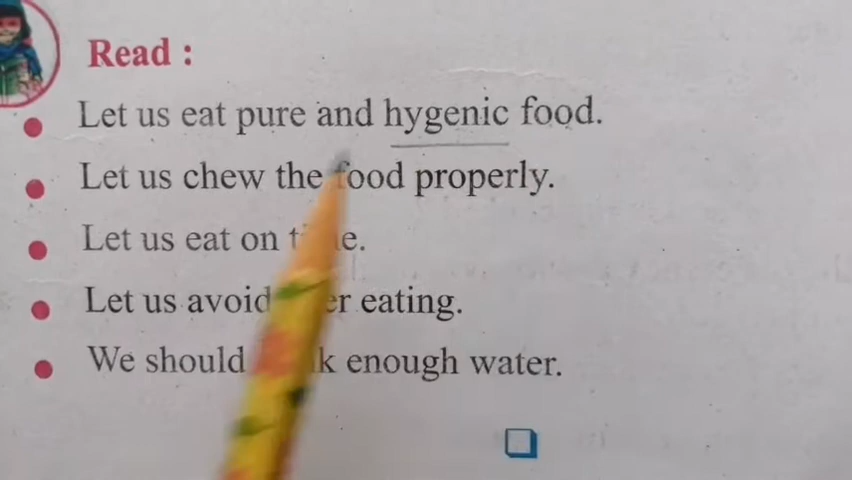 Read :
Let us eat pure and hygenic food.
Let us chew the food properly.
Let us eat on time.
Let us avoid eating.
We should enough water.